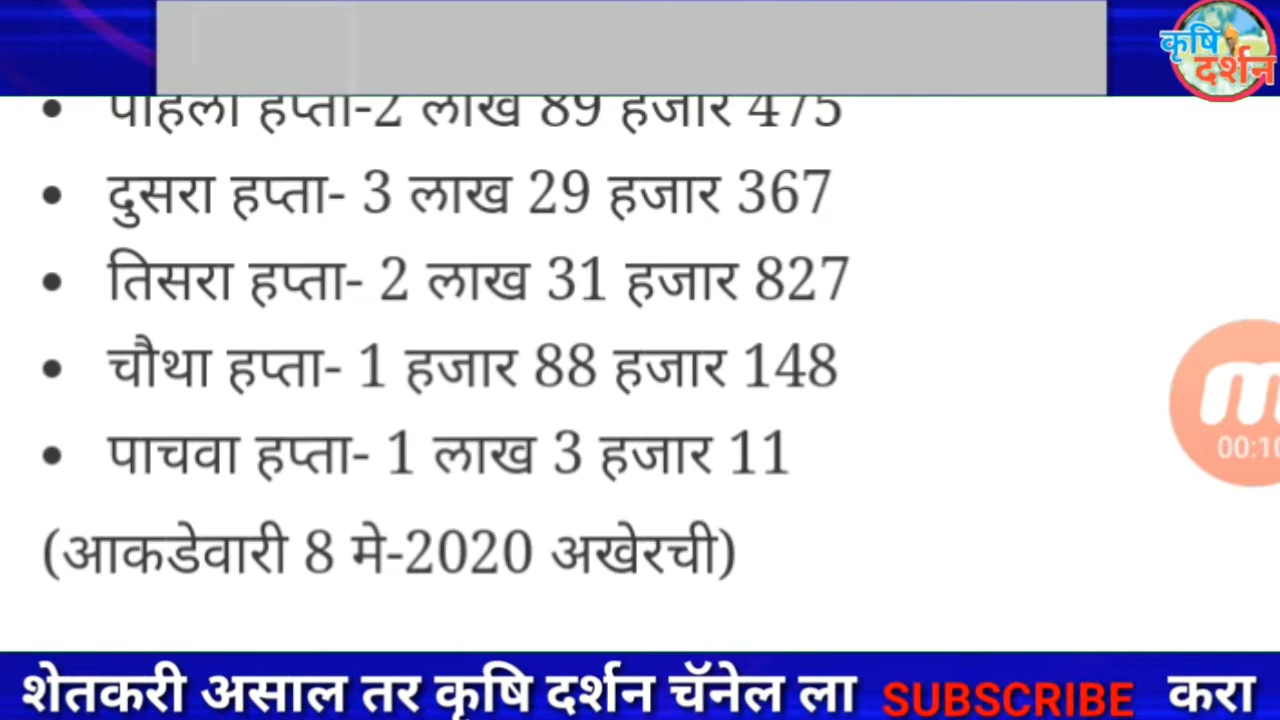 कृषि
दर्शन
पहिला हप्ता-2 लाख 89 हजार 475
दुसरा हप्ता- 3 लाख 29 हजार 367
तिसरा हप्ता- 2 लाख 31 हजार 827
चौथा हप्ता- 1 हजार 88 हजार 148
पाचवा हप्ता- 1 लाख 3 हजार 11
(आकडेवारी 8 मे-2020 अखेरची)
शेतकरी असाल तर कृषि दर्शन चॅनेल ला SUBSCRIBE करा